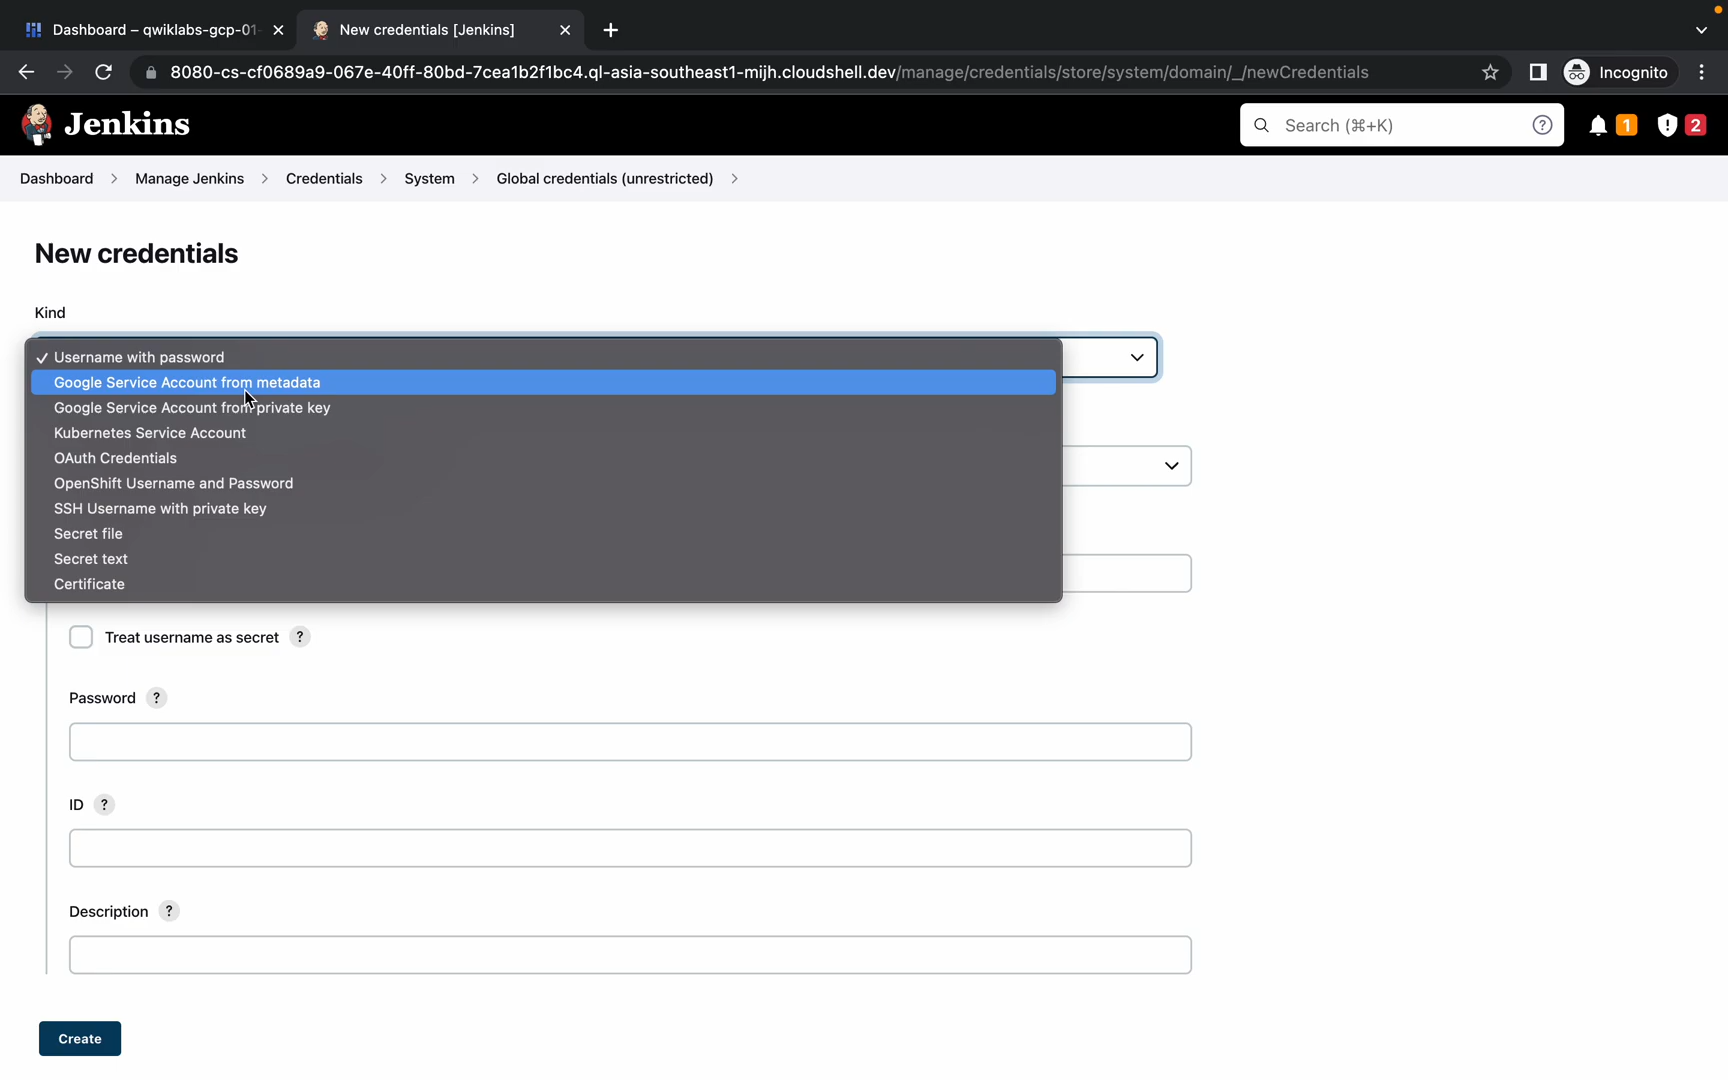 Dashboard – qwiklabs-gcp-01-
New credentials [Jenkins]
8080-cs-cf0689a9-067e-40ff-80bd-7cea1b2f1bc4.ql-asia-southeast1-mijh.cloudshell.dev/manage/credentials/store/system/domain/_/newCredentials
Incognito
Jenkins
Search (⌘+K)
?
1
2
Dashboard > Manage Jenkins > Credentials > System > Global credentials (unrestricted) >
New credentials
Kind
✓ Username with password
Google Service Account from metadata
Google Service Account from private key
Kubernetes Service Account
OAuth Credentials
OpenShift Username and Password
SSH Username with private key
Secret file
Secret text
Certificate
Treat username as secret ?
Password ?
ID ?
Description ?
Create